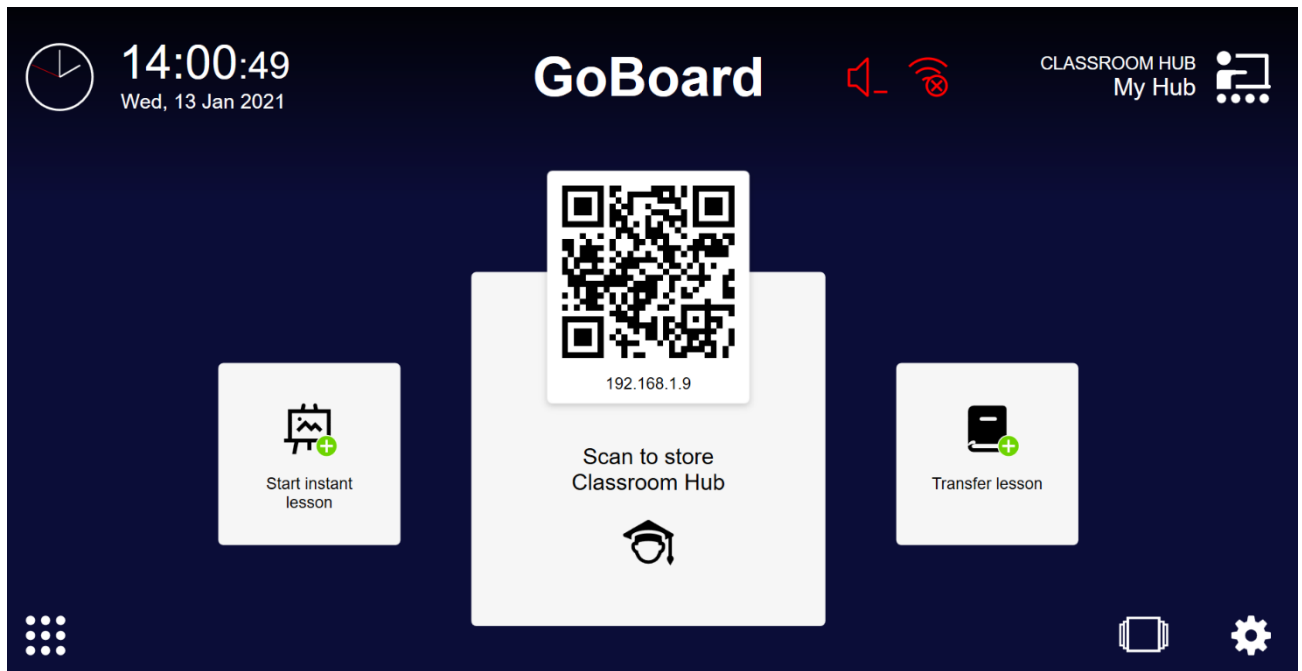 14:00:49
Wed, 13 Jan 2021
GoBoard
CLASSROOM HUB
My Hub
192.168.1.9
Scan to store
Classroom Hub
Start instant
lesson
Transfer lesson